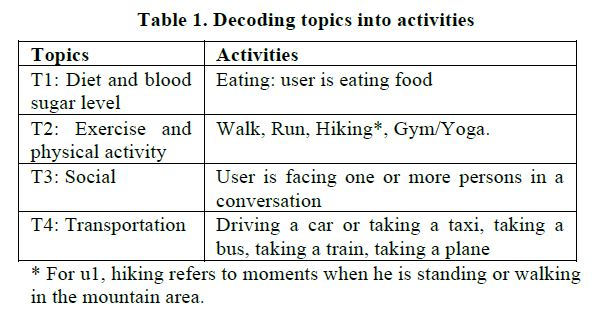 Table 1. Decoding topics into activities
Topics Activities
T1: Diet and blood sugar level Eating: user is eating food
T2: Exercise and physical activity Walk, Run, Hiking*, Gym/Yoga.
T3: Social User is facing one or more persons in a conversation
T4: Transportation Driving a car or taking a taxi, taking a bus, taking a train, taking a plane
* For u1, hiking refers to moments when he is standing or walking
in the mountain area.